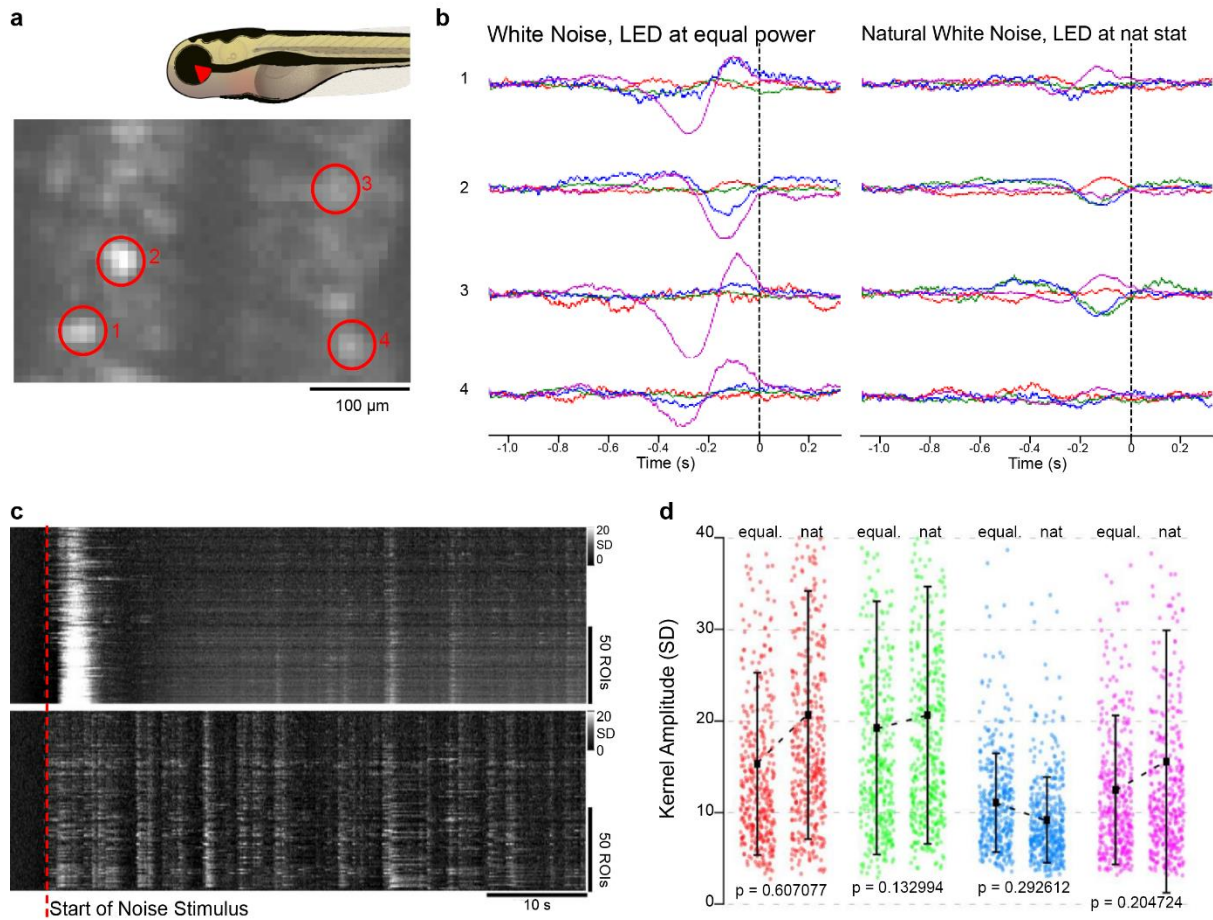 a
1
2
3
4
100 µm
b
White Noise, LED at equal power
Natural White Noise, LED at nat stat
1
2
3
4
-1.0 -0.8 -0.6 -0.4 -0.2 0 0.2
Time (s)
-1.0 -0.8 -0.6 -0.4 -0.2 0 0.2
Time (s)
c
20
SD
0
50 ROIs
20
SD
0
50 ROIs
Start of Noise Stimulus
10 s
d
equal. nat equal. nat equal. nat equal. nat
Kernel Amplitude (SD)
40
30
20
10
0
p = 0.607077
p = 0.132994
p = 0.292612
p = 0.204724